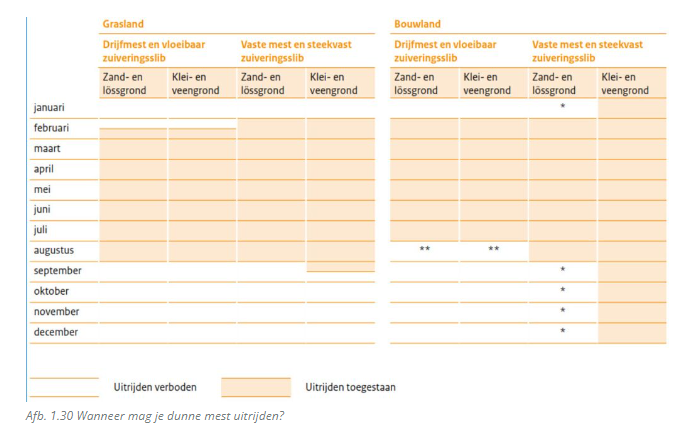 Grasland
Bouwland
Drijfmest en vloeibaar zuiveringsslib
Vaste mest en steekvast zuiveringsslib
Drijfmest en vloeibaar zuiveringsslib
Vaste mest en steekvast zuiveringsslib
Zand- en lössgrond
Klei- en veengrond
Zand- en lössgrond
Klei- en veengrond
Zand- en lössgrond
Klei- en veengrond
Zand- en lössgrond
Klei- en veengrond
januari *
februari
maart
april
mei
juni
juli
augustus ** **
september *
oktober *
november *
december *
Uitrijden verboden
Uitrijden toegestaan
Afb. 1.30 Wanneer mag je dunne mest uitrijden?